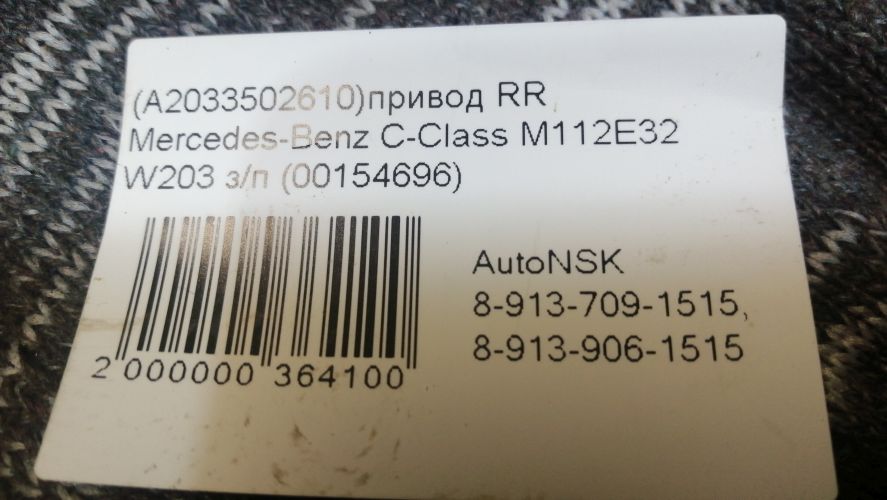 (A2033502610)привод RR
Mercedes-Benz C-Class M112E32
W203 з/п (00154696)
AutoNSK
8-913-709-1515,
8-913-906-1515
2 000000 364100